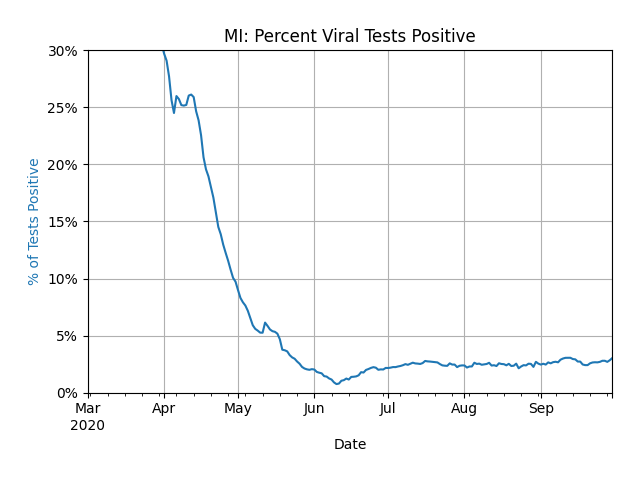 MI: Percent Viral Tests Positive
30%
25%
20%
15%
10%
5%
0%
% of Tests Positive
Mar Apr May Jun Jul Aug Sep
2020
Date